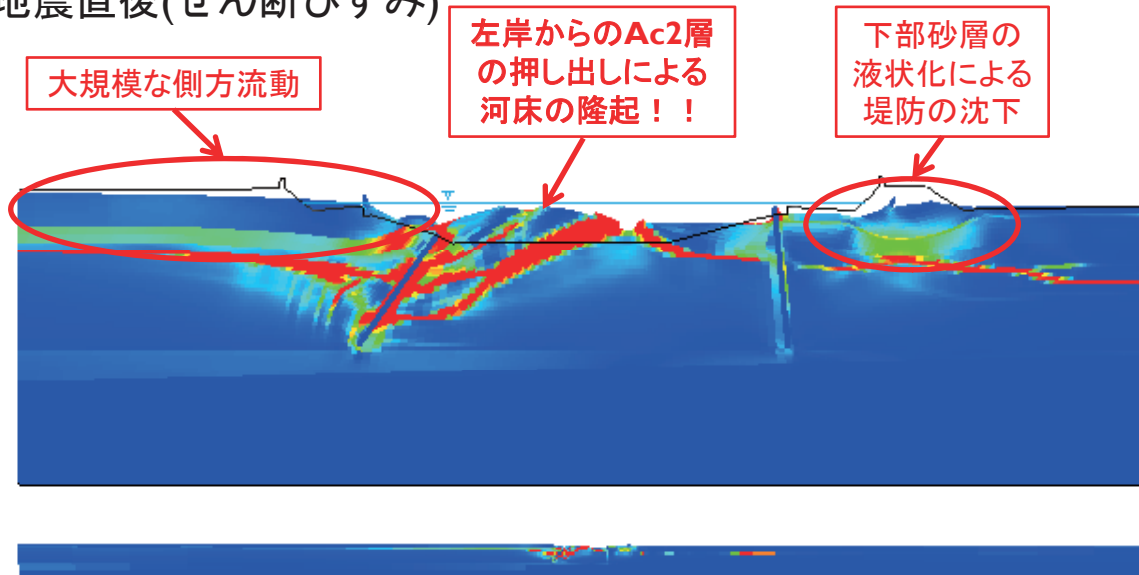 地震直後(せん断ひずみ)
大規模な側方流動
左岸からのAc2層
の押し出しによる
河床の隆起！！
下部砂層の
液状化による
堤防の沈下